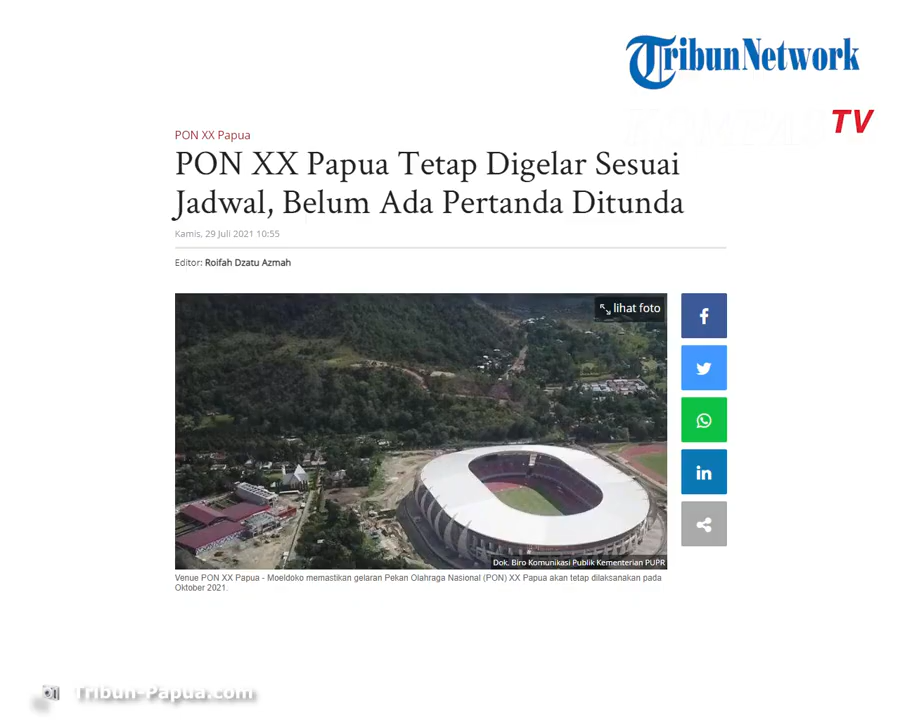 TribunNetwork
TV
PON XX Papua
PON XX Papua Tetap Digelar Sesuai
Jadwal, Belum Ada Pertanda Ditunda
Kamis, 29 Juli 2021 10:55
Editor: Roifah Dzatu Azmah
lihat foto
Dok. Biro Komunikasi Publik Kementerian PUPR
Venue PON XX Papua - Moeldoko memastikan gelaran Pekan Olahraga Nasional (PON) XX Papua akan tetap dilaksanakan pada
Oktober 2021.
Tribun-Papua.com